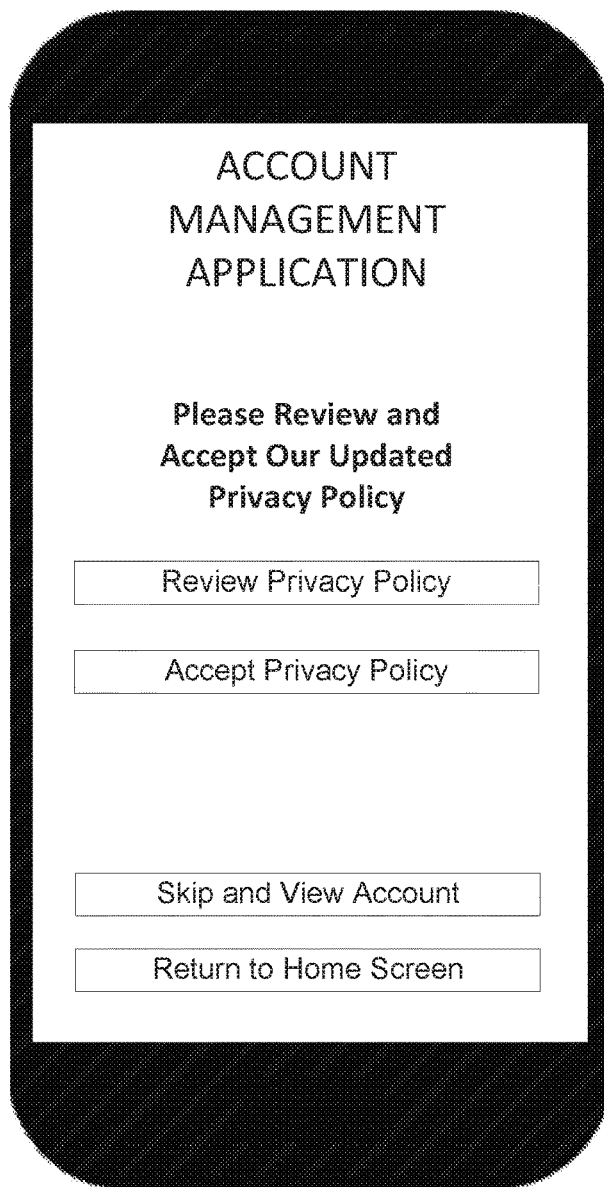 ACCOUNT
MANAGEMENT
APPLICATION
Please Review and
Accept Our Updated
Privacy Policy
Review Privacy Policy
Accept Privacy Policy
Skip and View Account
Return to Home Screen